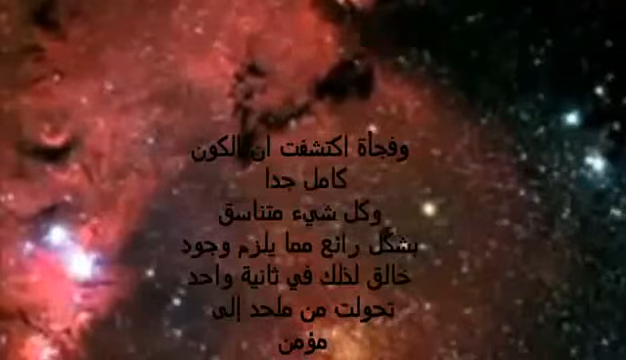 وفجأة اكتشفت ان الكون
كامل جدا
وكل شيء متناسق
بشكل رائع مما يلزم وجود
خالق لذلك في ثانية واحد
تحولت من ملحد إلى
مؤمن